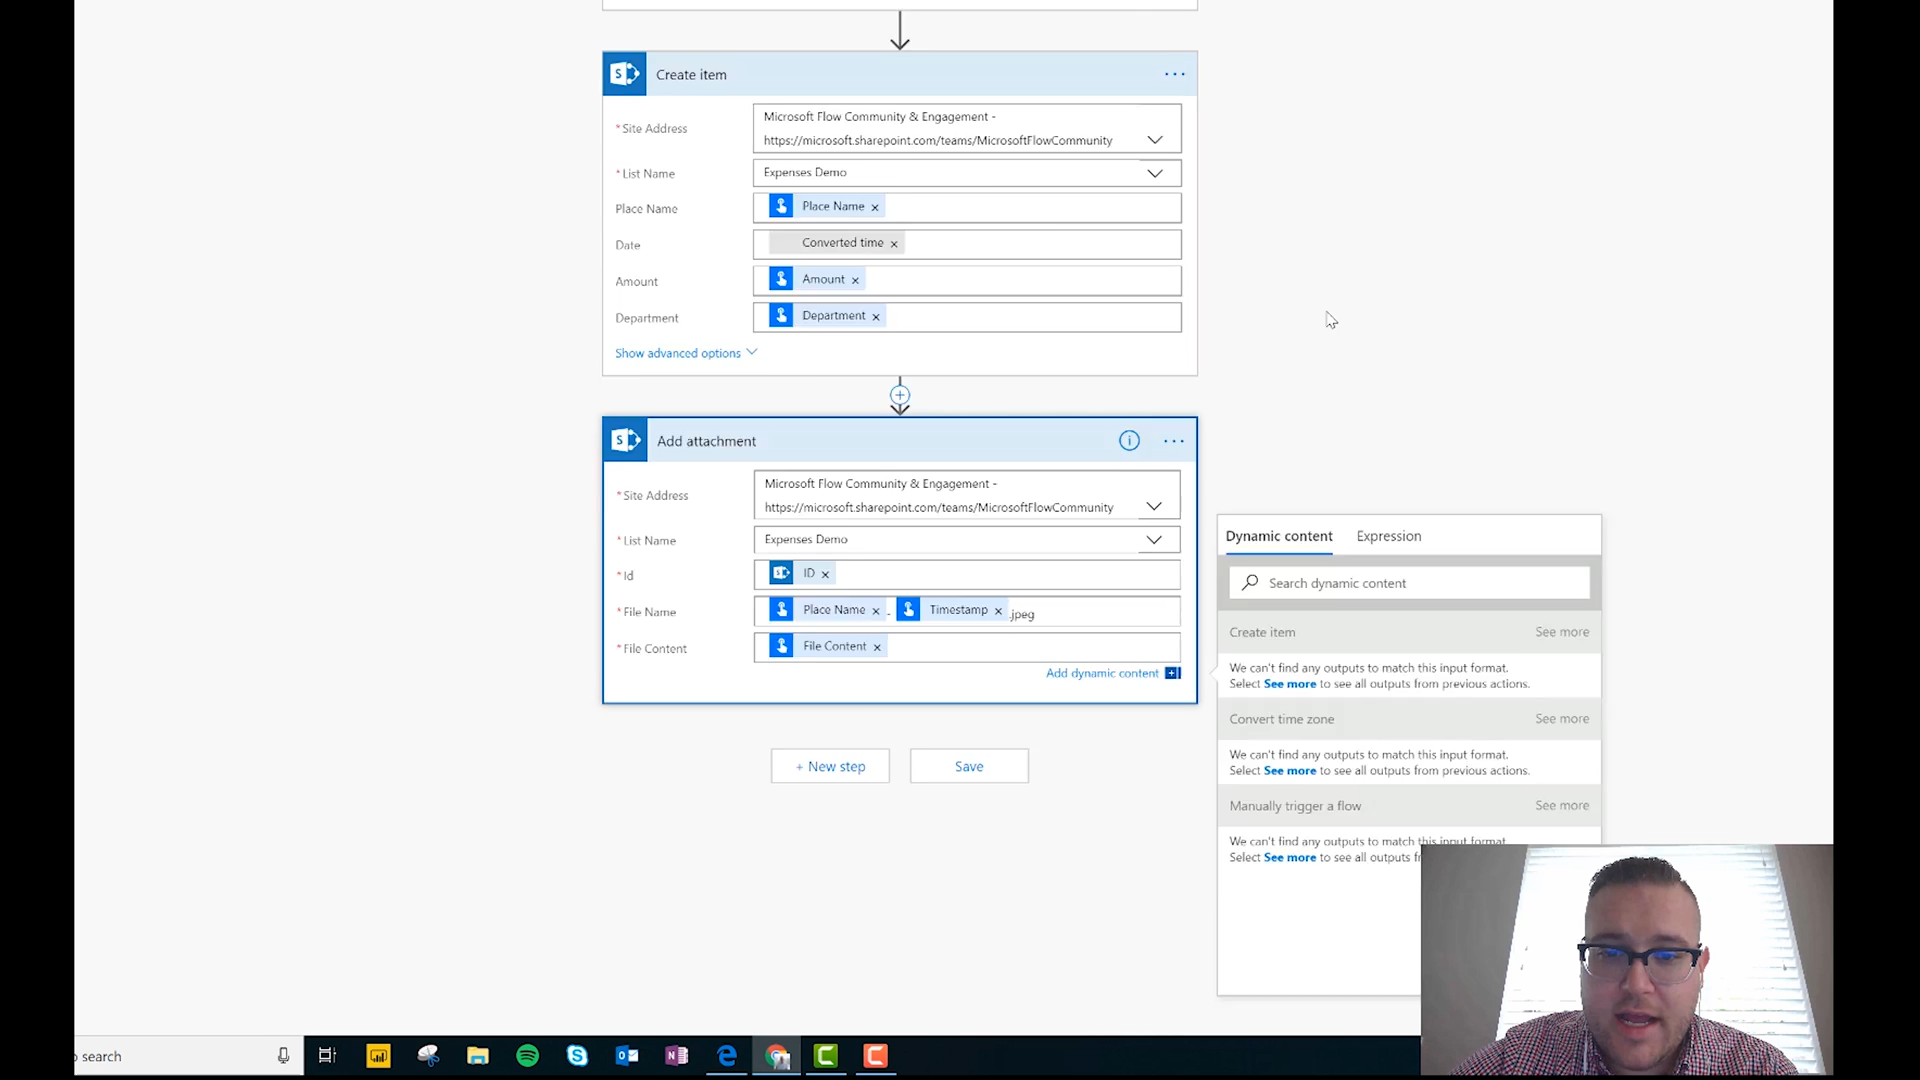 Create item
...
* Site Address
Microsoft Flow Community & Engagement -
https://microsoft.sharepoint.com/teams/MicrosoftFlowCommunity
* List Name
Expenses Demo
Place Name
Place Name x
Date
Converted time x
Amount
Amount x
Department
Department x
Show advanced options
Add attachment
i
...
* Site Address
Microsoft Flow Community & Engagement -
https://microsoft.sharepoint.com/teams/MicrosoftFlowCommunity
* List Name
Expenses Demo
* Id
ID x
* File Name
Place Name x - Timestamp x .jpeg
* File Content
File Content x
Add dynamic content +
+ New step
Save
Dynamic content Expression
Search dynamic content
Create item See more
We can't find any outputs to match this input format.
Select See more to see all outputs from previous actions.
Convert time zone See more
We can't find any outputs to match this input format.
Select See more to see all outputs from previous actions.
Manually trigger a flow See more
We can't find any outputs to match this input format.
Select See more to see all outputs
search